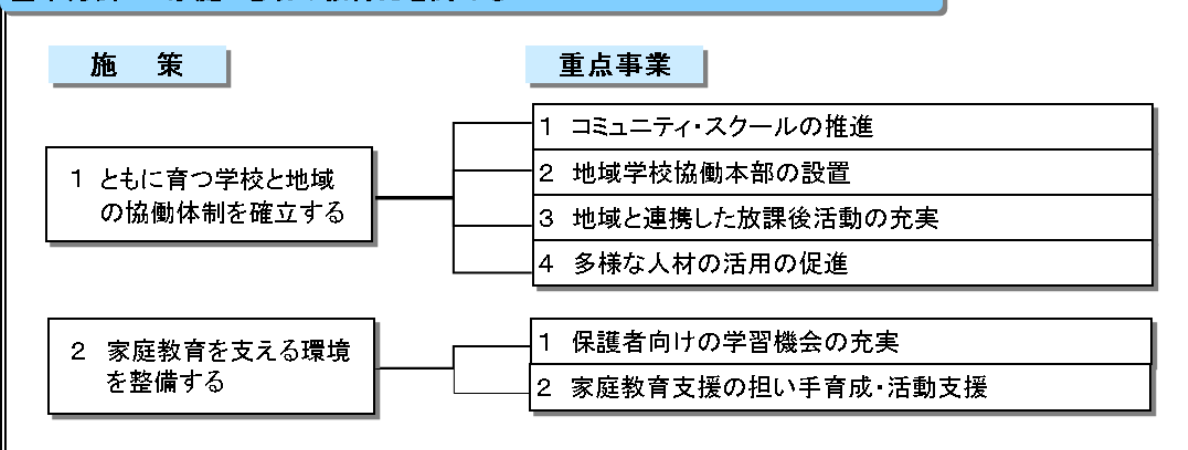 施 策
重点事業
1 ともに育つ学校と地域
の協働体制を確立する
1 コミュニティ・スクールの推進
2 地域学校協働本部の設置
3 地域と連携した放課後活動の充実
4 多様な人材の活用の促進
2 家庭教育を支える環境
を整備する
1 保護者向けの学習機会の充実
2 家庭教育支援の担い手育成・活動支援